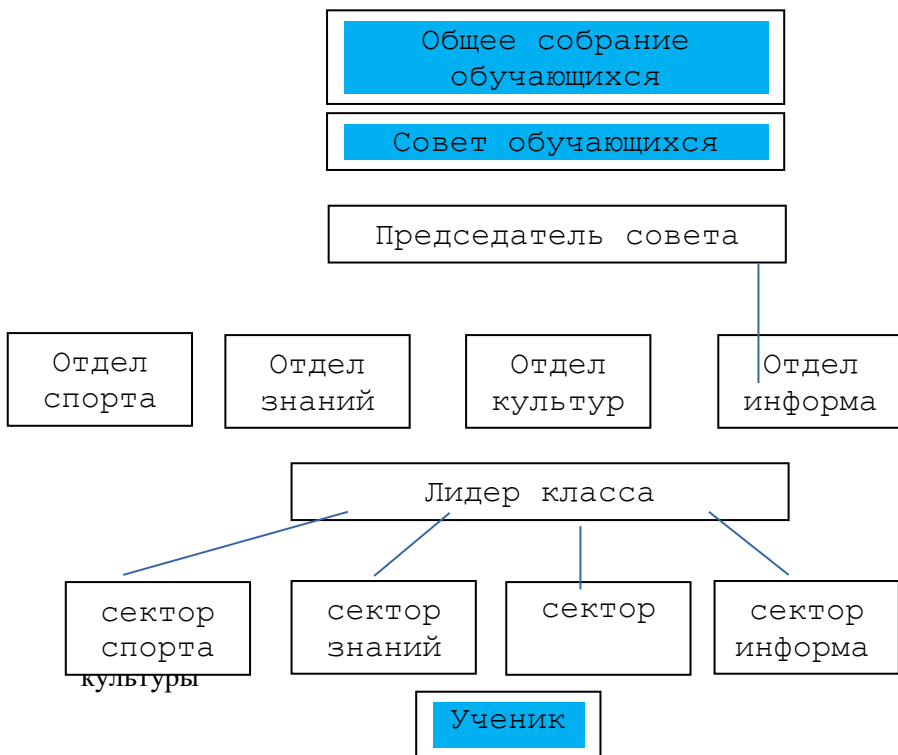 Общее собрание
обучающихся
Совет обучающихся
Председатель совета
Отдел
спорта
Отдел
знаний
Отдел
культур
Отдел
информа
Лидер класса
сектор
спорта
сектор
знаний
сектор
сектор
информа
культуры
Ученик